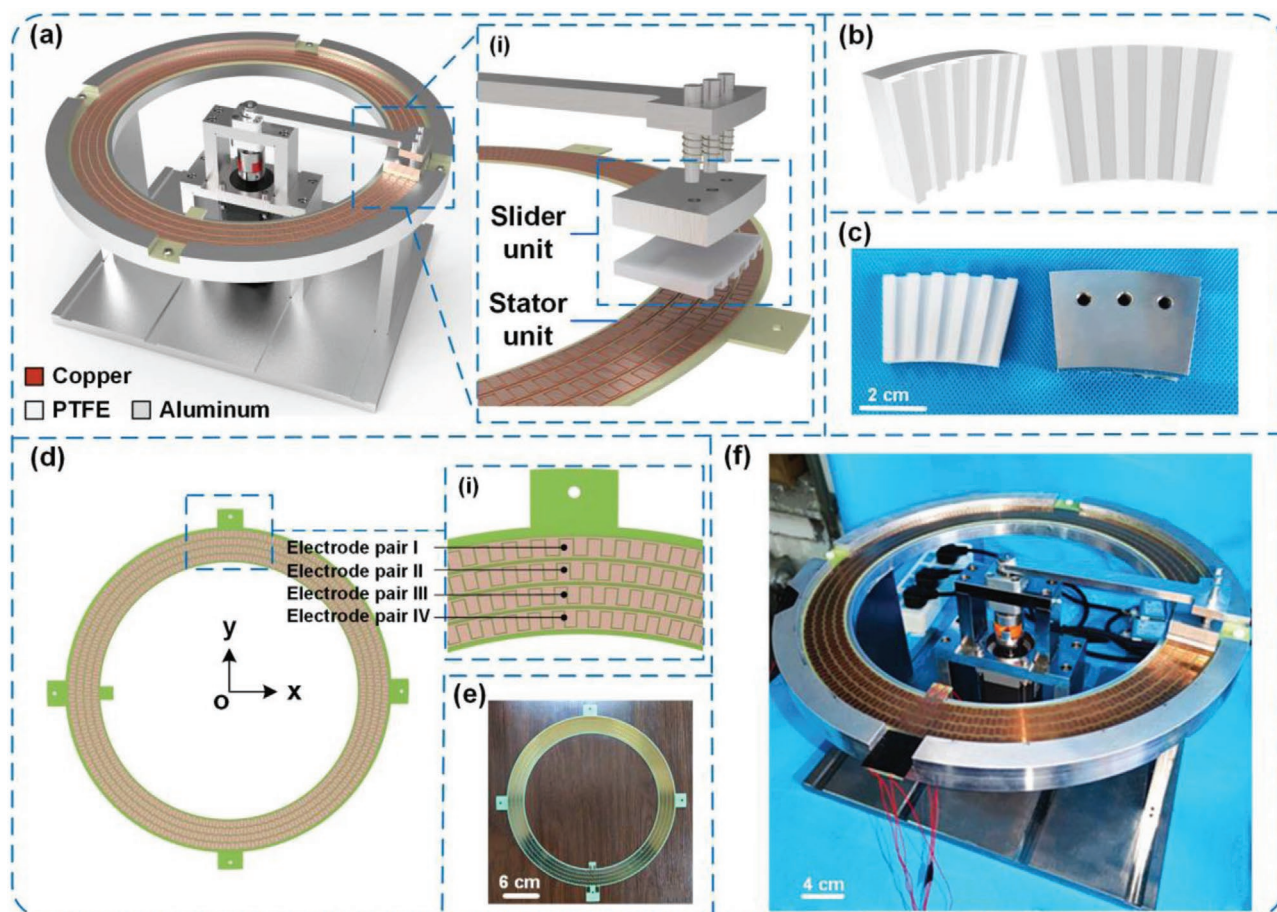 (a)
Copper
PTFE
Aluminum
(i)
Slider
unit
Stator
unit
(b)
(c)
2 cm
(d)
y
o
x
(i)
Electrode pair I
Electrode pair II
Electrode pair III
Electrode pair IV
(e)
6 cm
(f)
4 cm